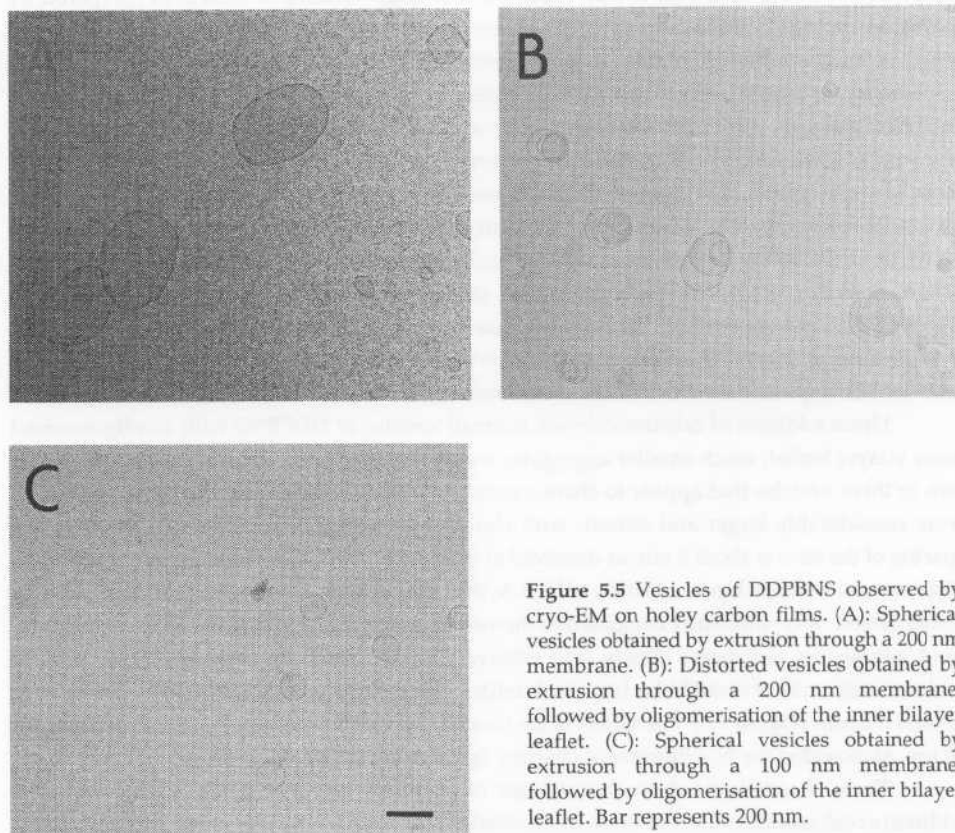 A
B
C
Figure 5.5 Vesicles of DDPBNS observed by
cryo-EM on holey carbon films. (A): Spherical
vesicles obtained by extrusion through a 200 nm
membrane. (B): Distorted vesicles obtained by
extrusion through a 200 nm membrane
followed by oligomerisation of the inner bilayer
leaflet. (C): Spherical vesicles obtained by
extrusion through a 100 nm membrane
followed by oligomerisation of the inner bilayer
leaflet. Bar represents 200 nm.